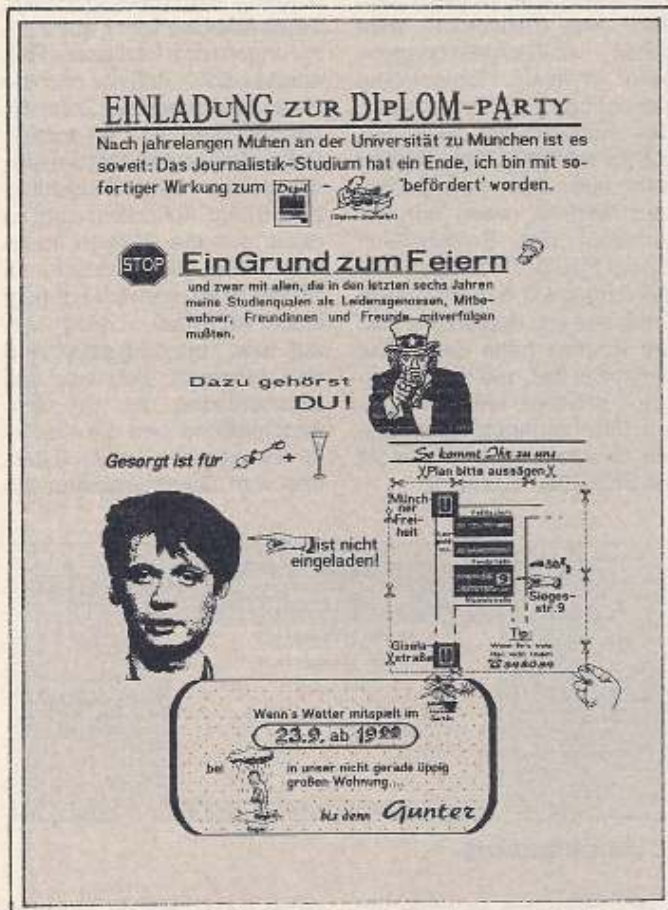 EINLADuNG ZUR DIpLOM-pARTY
Nach jahrelangen Muhen an der Universität zu Munchen ist es
soweit: Das Journalistik-Studium hat ein Ende, ich bin mit so-
fortiger Wirkung zum - 'befördert' worden.
STOP Ein Grund zum Feiern
und zwar mit allen, die in den letzten sechs Jahren
meine Studienqualen als Leidensgenossen, Mitbe-
wohner, Freundinnen und Freunde mitverfolgen
mußten.
Dazu gehörst
DU!
Gesorgt ist fur +
ist nicht
eingeladen!
So kommt Ihr zu uns
Plan bitte aussägen
Münch-
ner
Frei-
heit
U
9
Sieges-
str.9
Tip:
Gisela-
straße
U
Wenn's Wetter mitspielt im
23.9. ab 19⁰⁰
bei in unser nicht gerade üppig
großen Wohnung....
bis denn Gunter